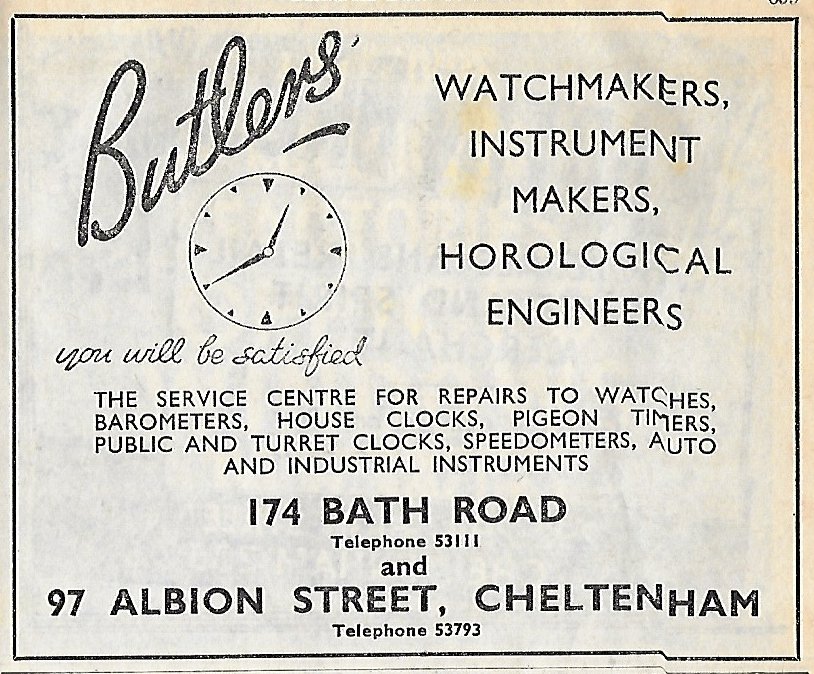 Butlers'
WATCHMAKERS,
INSTRUMENT
MAKERS,
HOROLOGICAL
ENGINEERS
you will be satisfied
THE SERVICE CENTRE FOR REPAIRS TO WATCHES,
BAROMETERS, HOUSE CLOCKS, PIGEON TIMERS,
PUBLIC AND TURRET CLOCKS, SPEEDOMETERS, AUTO
AND INDUSTRIAL INSTRUMENTS
174 BATH ROAD
Telephone 53111
and
97 ALBION STREET, CHELTENHAM
Telephone 53793